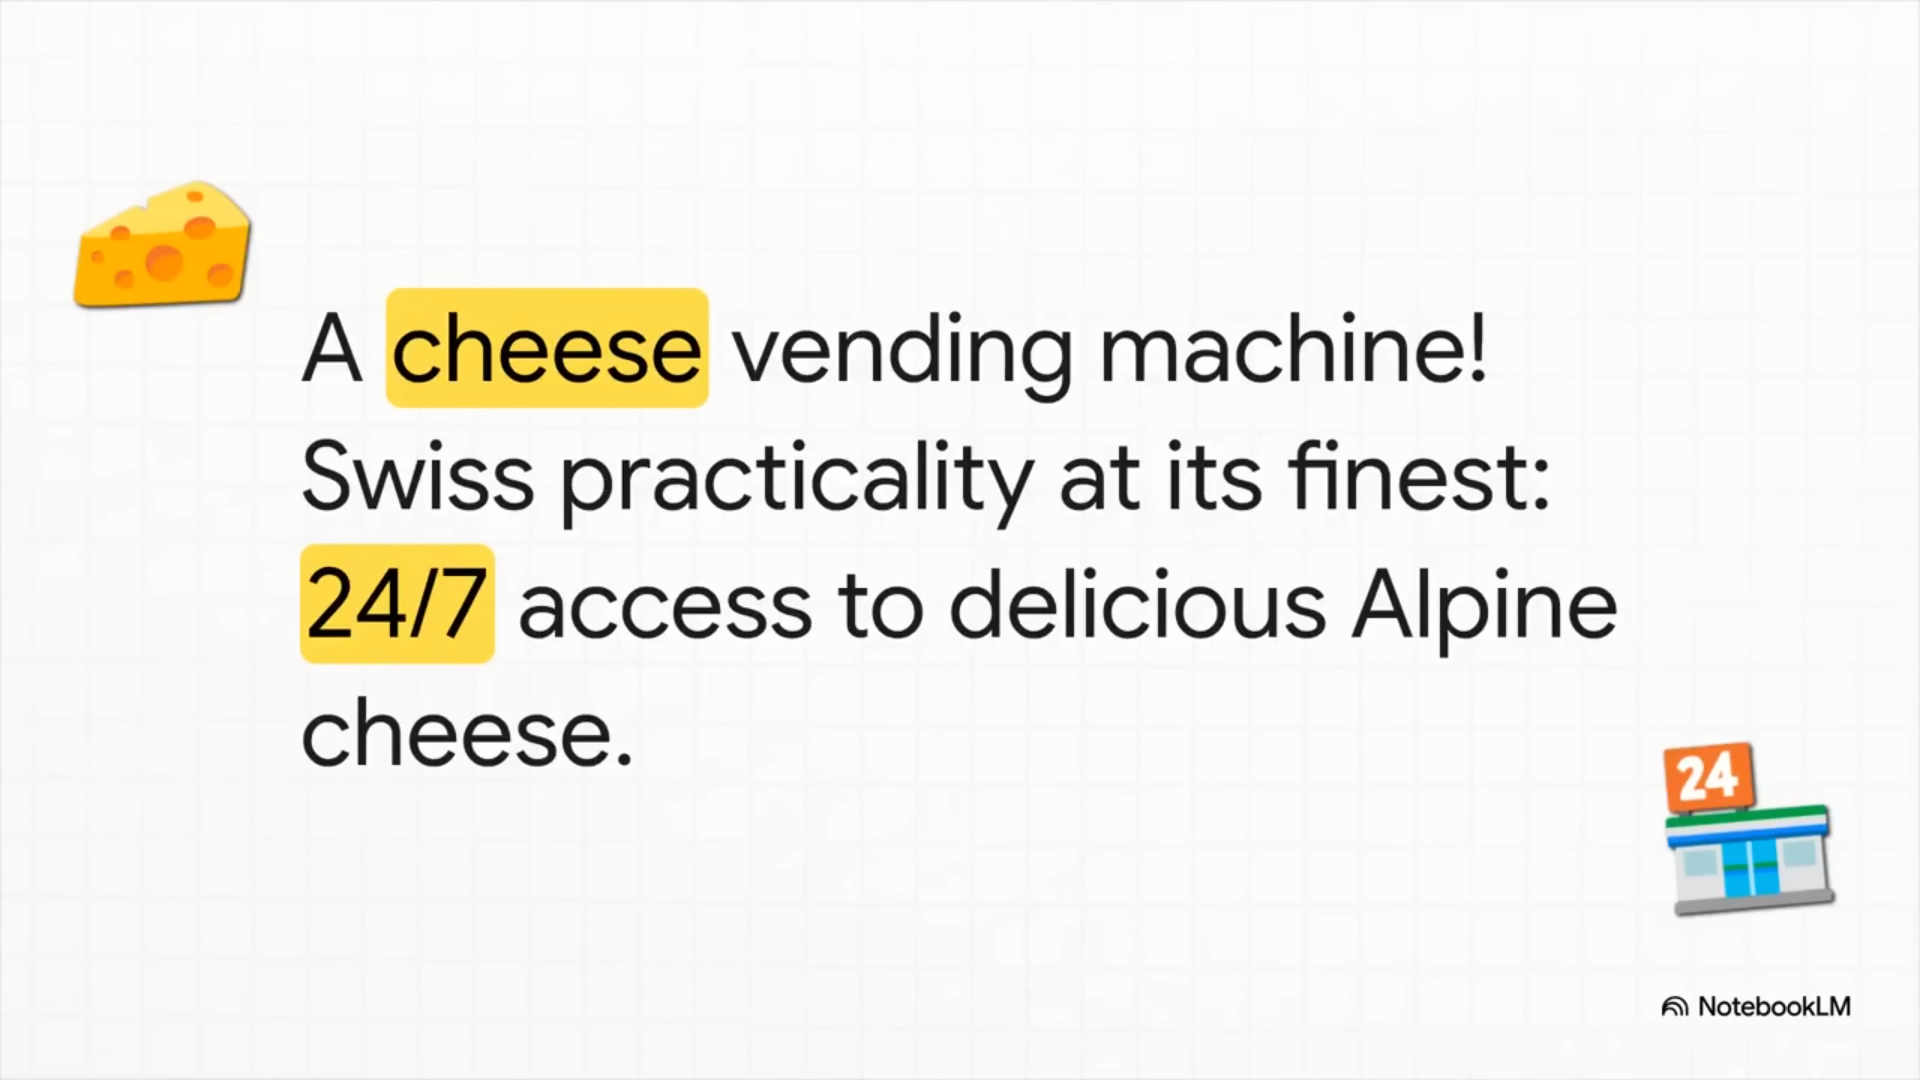 A cheese vending machine!
Swiss practicality at its finest:
24/7 access to delicious Alpine
cheese.
24
NotebookLM